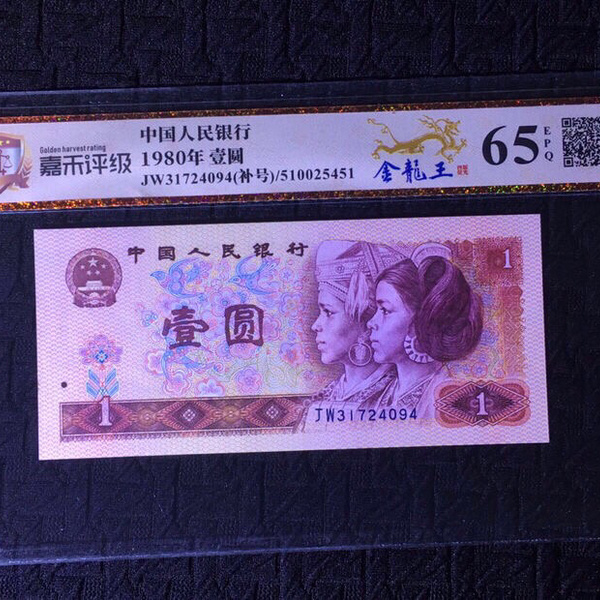 Golden harvest rating
嘉禾评级
中国人民银行
1980年 壹圆
JW31724094(补号)/510025451
金龍王
65
EPQ
中国人民银行
1
壹圆
JW31724094
1
1